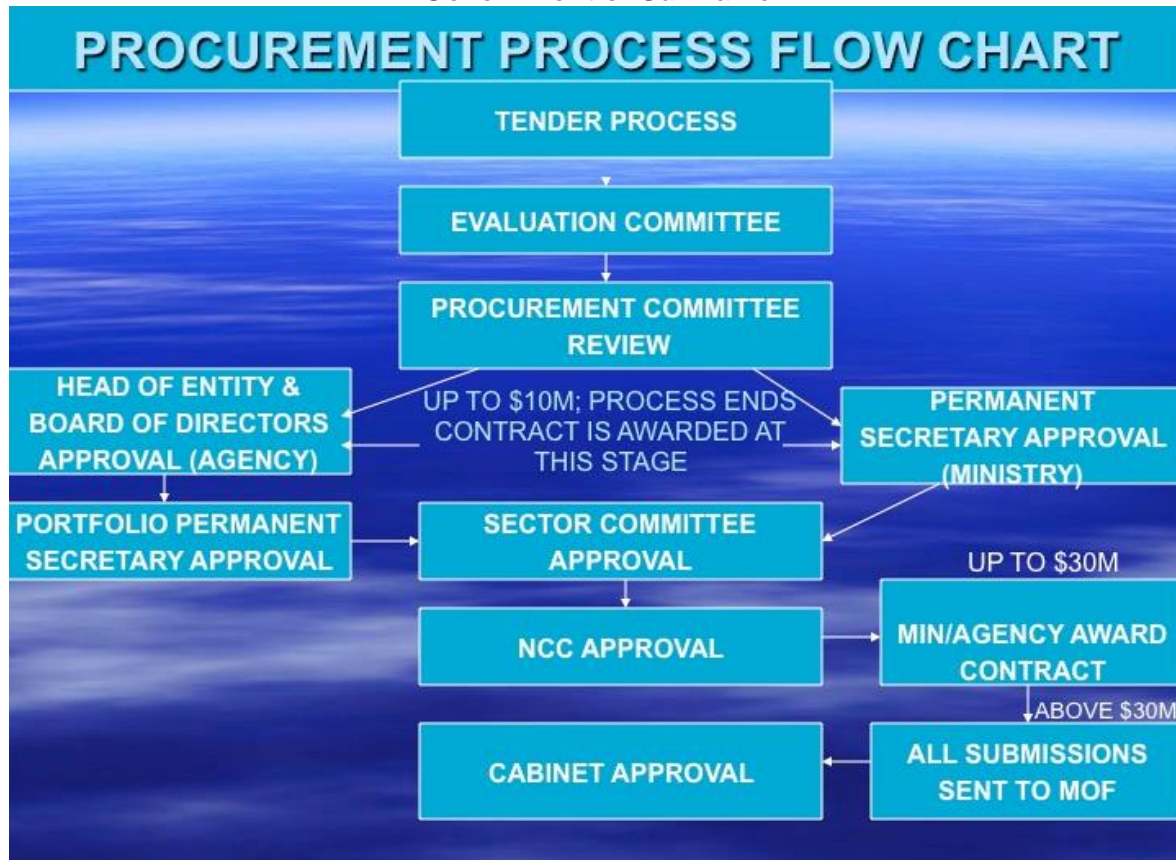 PROCUREMENT PROCESS FLOW CHART
TENDER PROCESS
EVALUATION COMMITTEE
PROCUREMENT COMMITTEE
REVIEW
HEAD OF ENTITY &
BOARD OF DIRECTORS
APPROVAL (AGENCY)
UP TO $10M; PROCESS ENDS
CONTRACT IS AWARDED AT
THIS STAGE
PERMANENT
SECRETARY APPROVAL
(MINISTRY)
PORTFOLIO PERMANENT
SECRETARY APPROVAL
SECTOR COMMITTEE
APPROVAL
UP TO $30M
NCC APPROVAL
MIN/AGENCY AWARD
CONTRACT
ABOVE $30M
CABINET APPROVAL
ALL SUBMISSIONS
SENT TO MOF